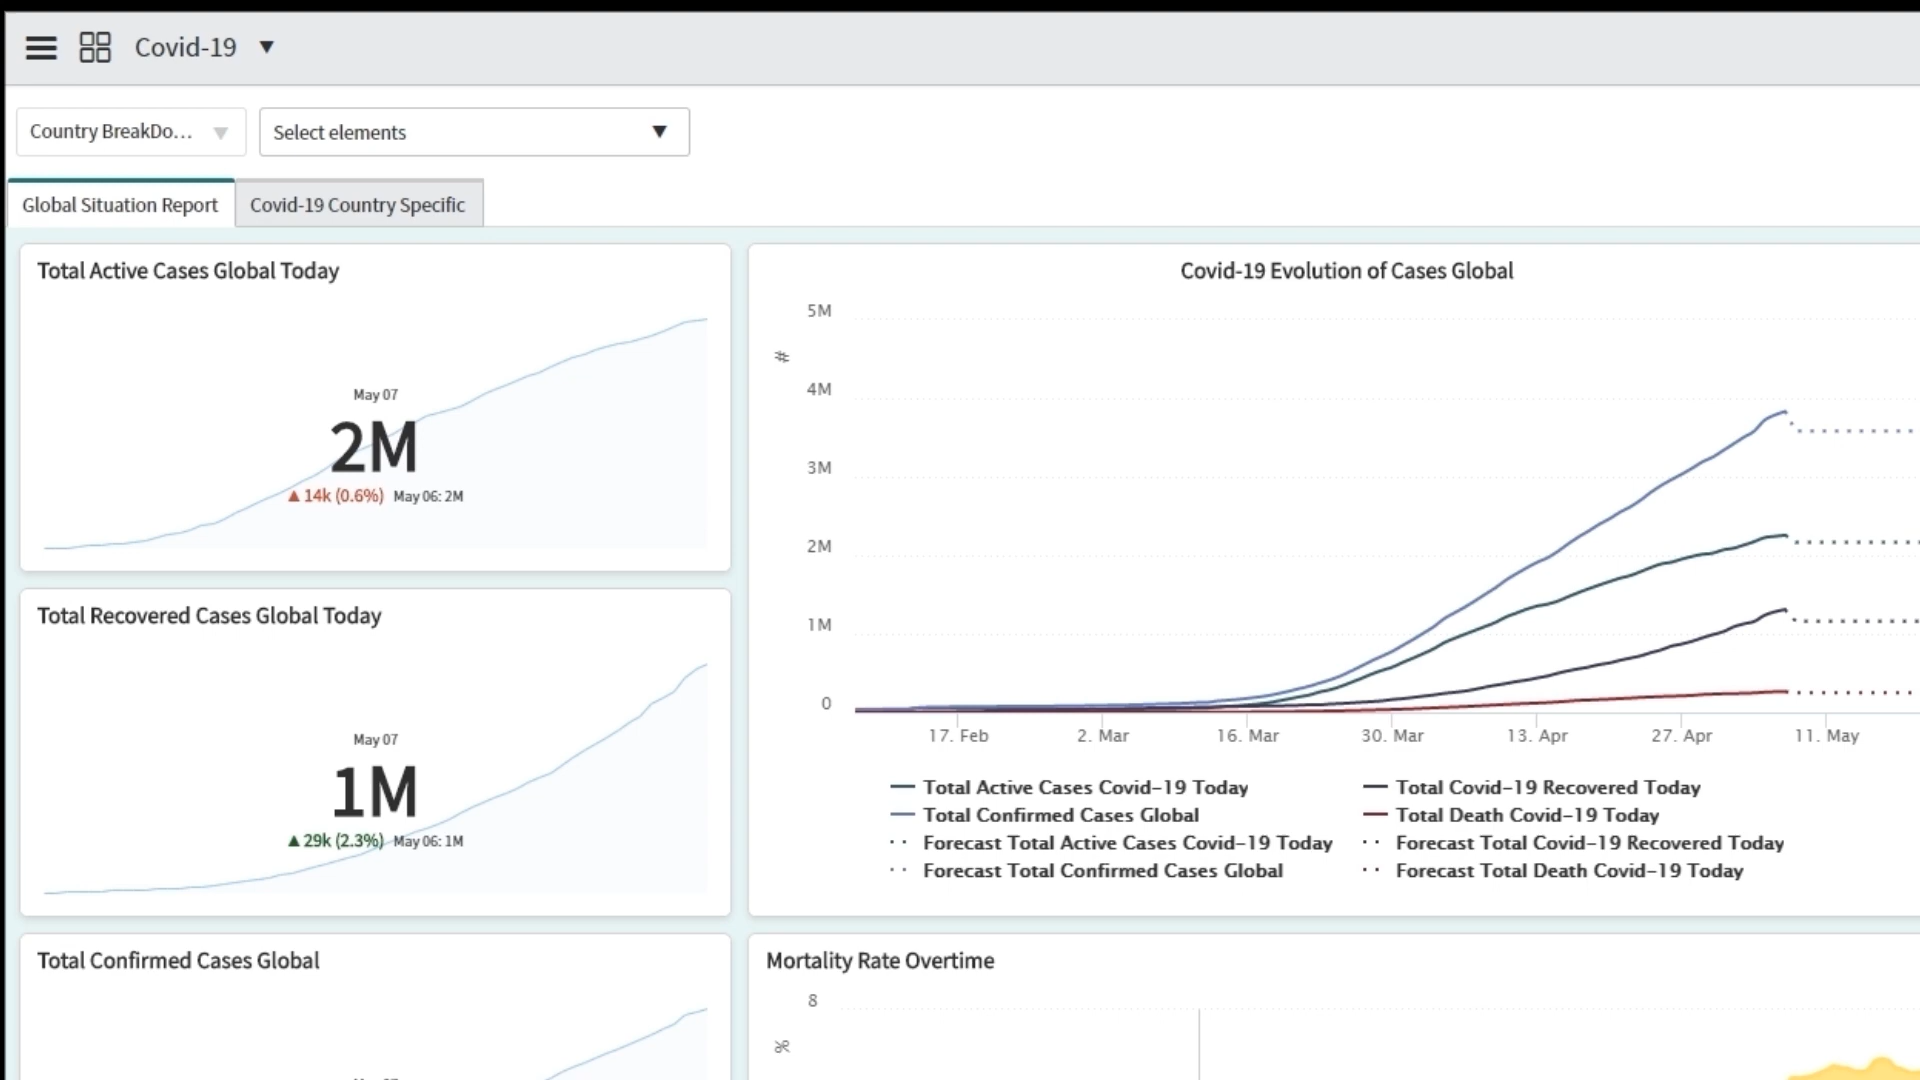 Covid-19
Country BreakDo...
Select elements
Global Situation Report
Covid-19 Country Specific
Total Active Cases Global Today
May 07
2M
▲ 14k (0.6%) May 06: 2M
Total Recovered Cases Global Today
May 07
1M
▲ 29k (2.3%) May 06: 1M
Total Confirmed Cases Global
Covid-19 Evolution of Cases Global
5M
#
4M
3M
2M
1M
0
17. Feb
2. Mar
16. Mar
30. Mar
13. Apr
27. Apr
11. May
Total Active Cases Covid-19 Today
Total Covid-19 Recovered Today
Total Confirmed Cases Global
Total Death Covid-19 Today
Forecast Total Active Cases Covid-19 Today
Forecast Total Covid-19 Recovered Today
Forecast Total Confirmed Cases Global
Forecast Total Death Covid-19 Today
Mortality Rate Overtime
8
%